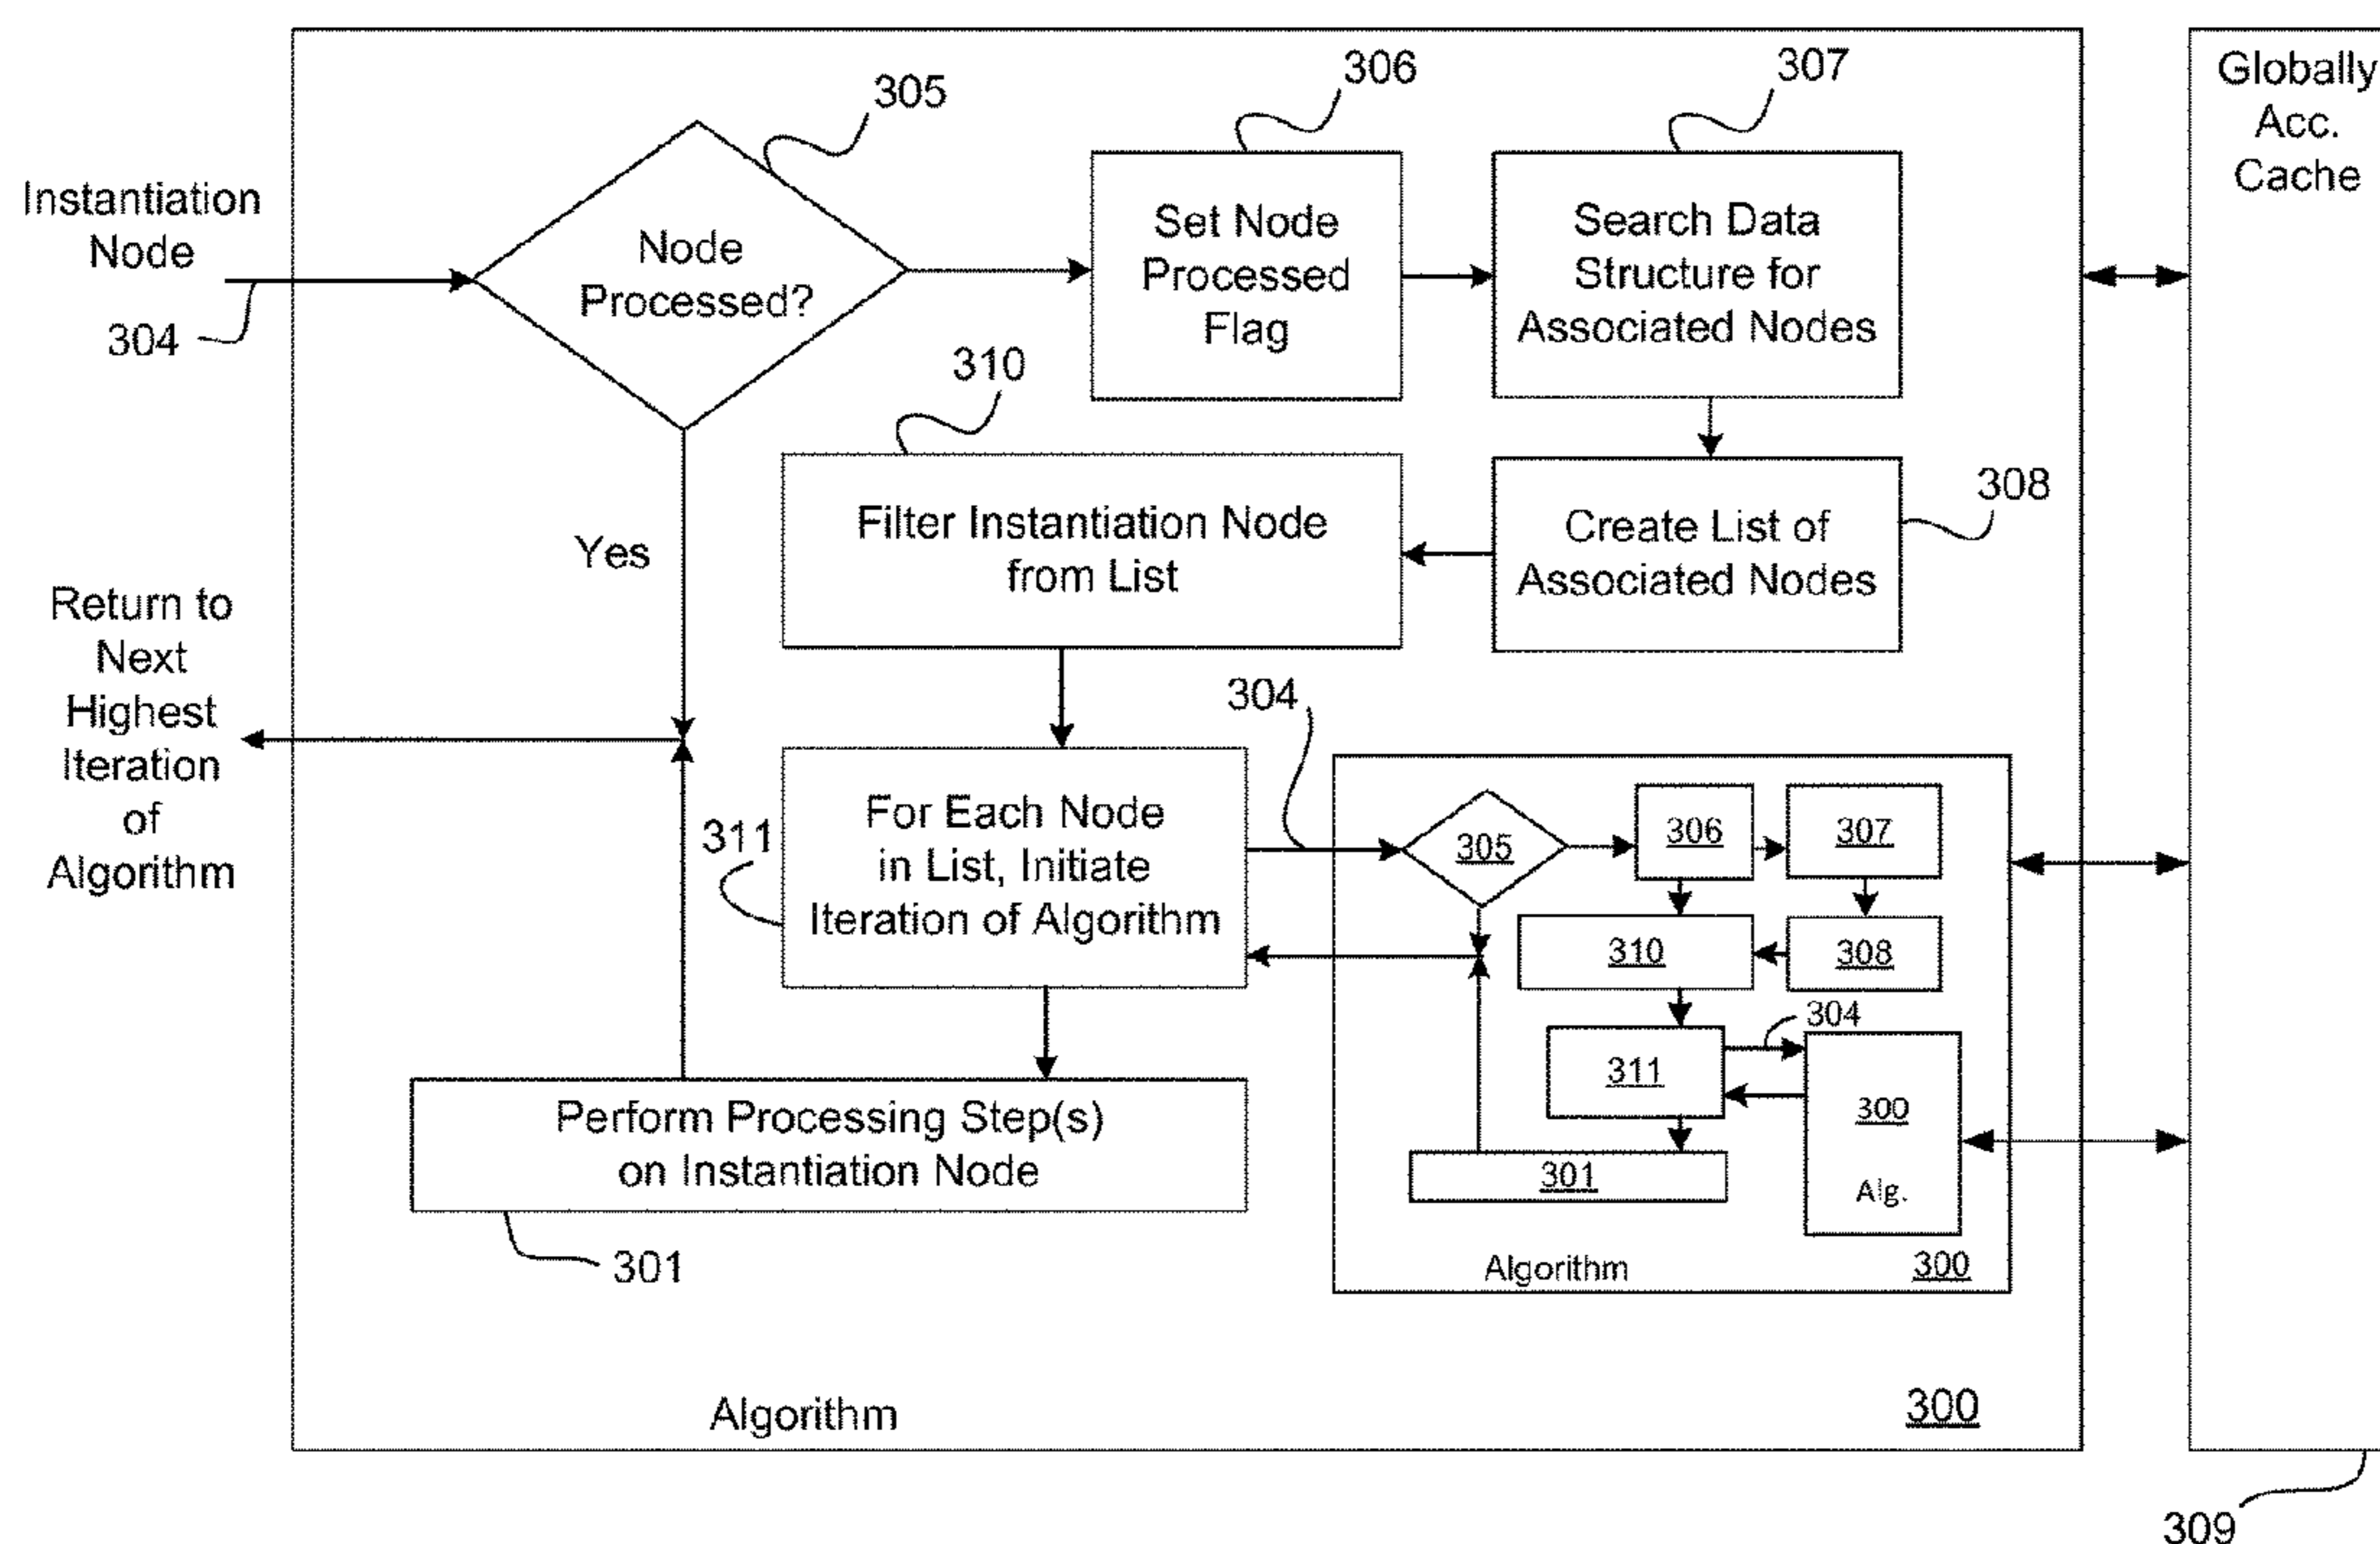 Instantiation
Node
304
305
Node
Processed?
306
Set Node
Processed
Flag
307
Search Data
Structure for
Associated Nodes
Globally
Acc.
Cache
310
Filter Instantiation Node
from List
308
Create List of
Associated Nodes
Yes
Return to
Next
Highest
Iteration
of
Algorithm
311
For Each Node
in List, Initiate
Iteration of Algorithm
304
305
306
307
310
308
311
304
300
Alg.
301
Algorithm
300
Perform Processing Step(s)
on Instantiation Node
301
Algorithm
300
309